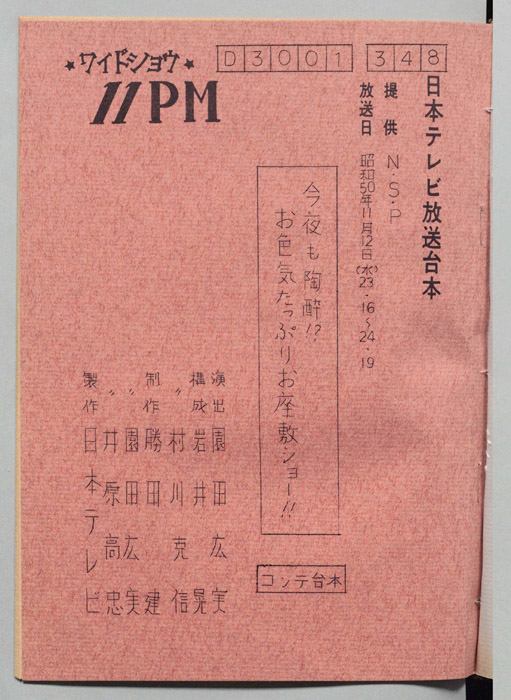 ★ワイドショウ★
11PM
D3001 348
日本テレビ放送台本
提供 N・S・P
放送日 昭和50年11月12日(水)23・16〜24・19
今夜も陶酔!?
お色気たっぷりお座敷ショー!!
コンテ台本
演出 園田広実
構成 岩井晃
〃 村川克信
制作 勝田建
〃 園田広実
〃 井原高忠
製作 日本テレビ